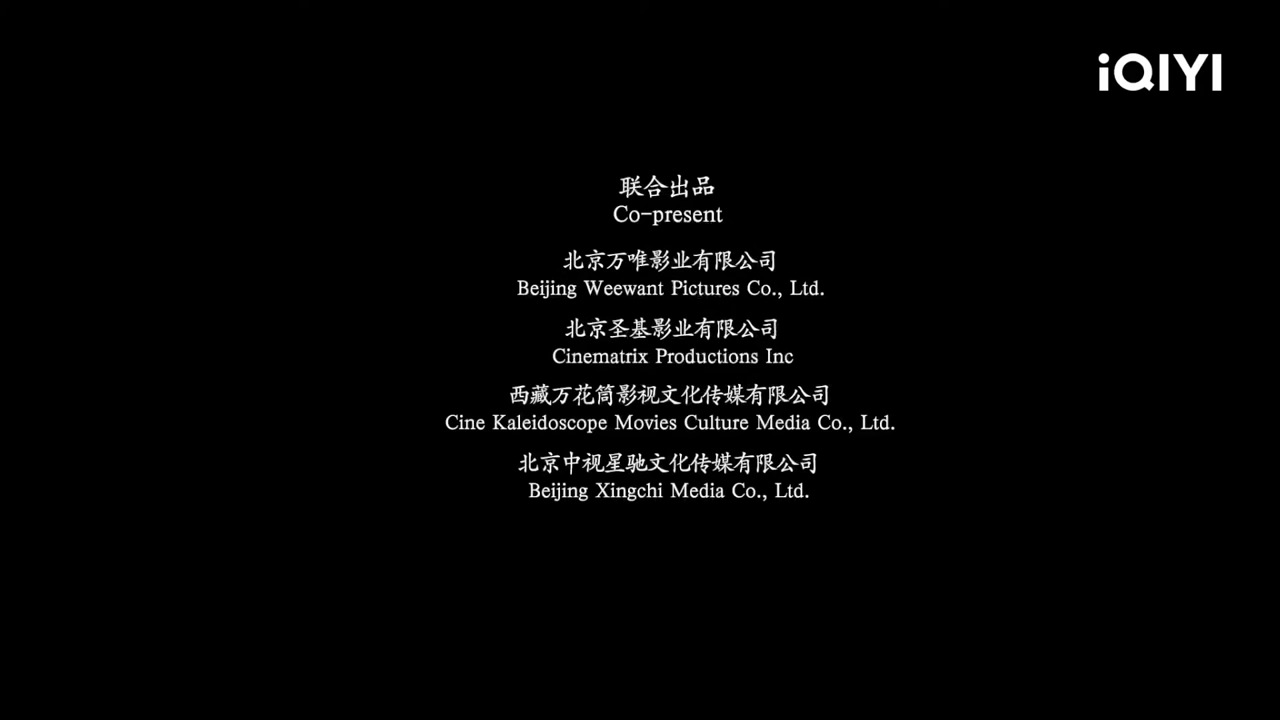 iQIYI
联合出品
Co-present
北京万唯影业有限公司
Beijing Weewant Pictures Co., Ltd.
北京圣基影业有限公司
Cinematrix Productions Inc
西藏万花筒影视文化传媒有限公司
Cine Kaleidoscope Movies Culture Media Co., Ltd.
北京中视星驰文化传媒有限公司
Beijing Xingchi Media Co., Ltd.